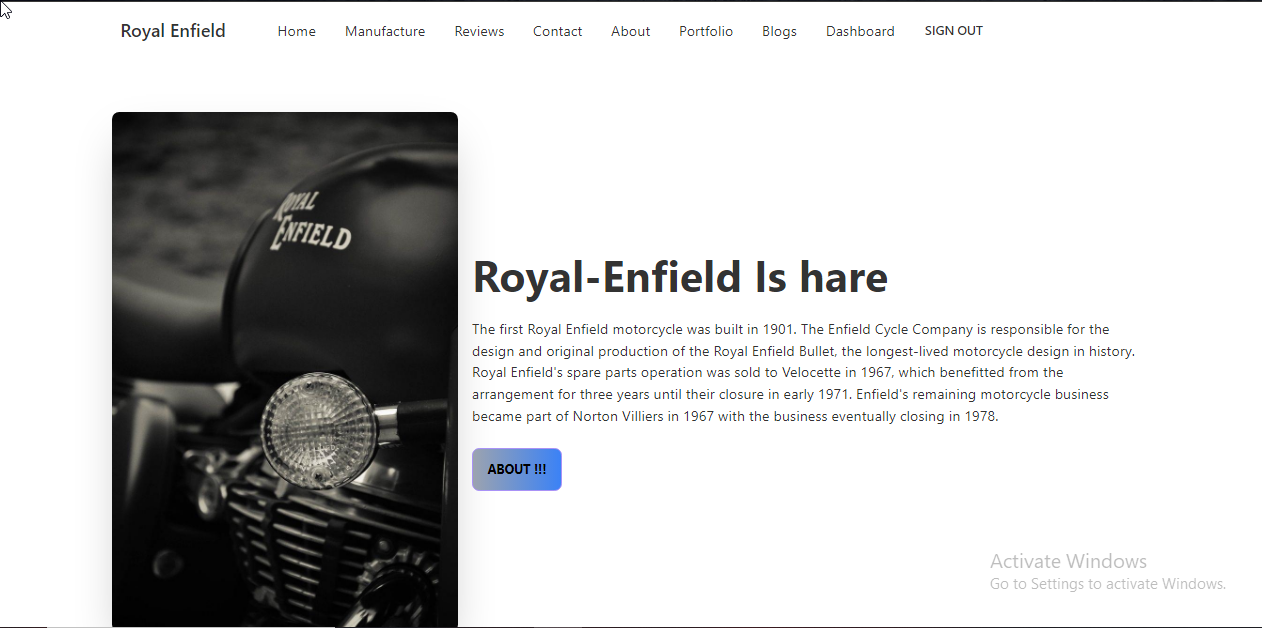 Royal Enfield Home Manufacture Reviews Contact About Portfolio Blogs Dashboard SIGN OUT
ROYAL
ENFIELD
Royal-Enfield Is hare
The first Royal Enfield motorcycle was built in 1901. The Enfield Cycle Company is responsible for the
design and original production of the Royal Enfield Bullet, the longest-lived motorcycle design in history.
Royal Enfield's spare parts operation was sold to Velocette in 1967, which benefitted from the
arrangement for three years until their closure in early 1971. Enfield's remaining motorcycle business
became part of Norton Villiers in 1967 with the business eventually closing in 1978.
ABOUT !!!
Activate Windows
Go to Settings to activate Windows.